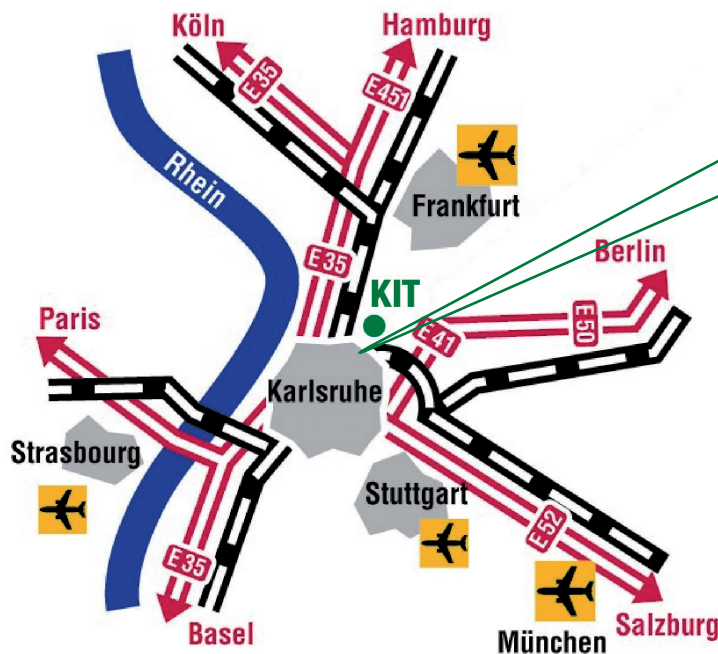 Köln
Hamburg
E35
E451
Rhein
Frankfurt
Berlin
E35
KIT
Paris
E41
E50
Karlsruhe
Strasbourg
Stuttgart
E52
E35
Basel
München
Salzburg